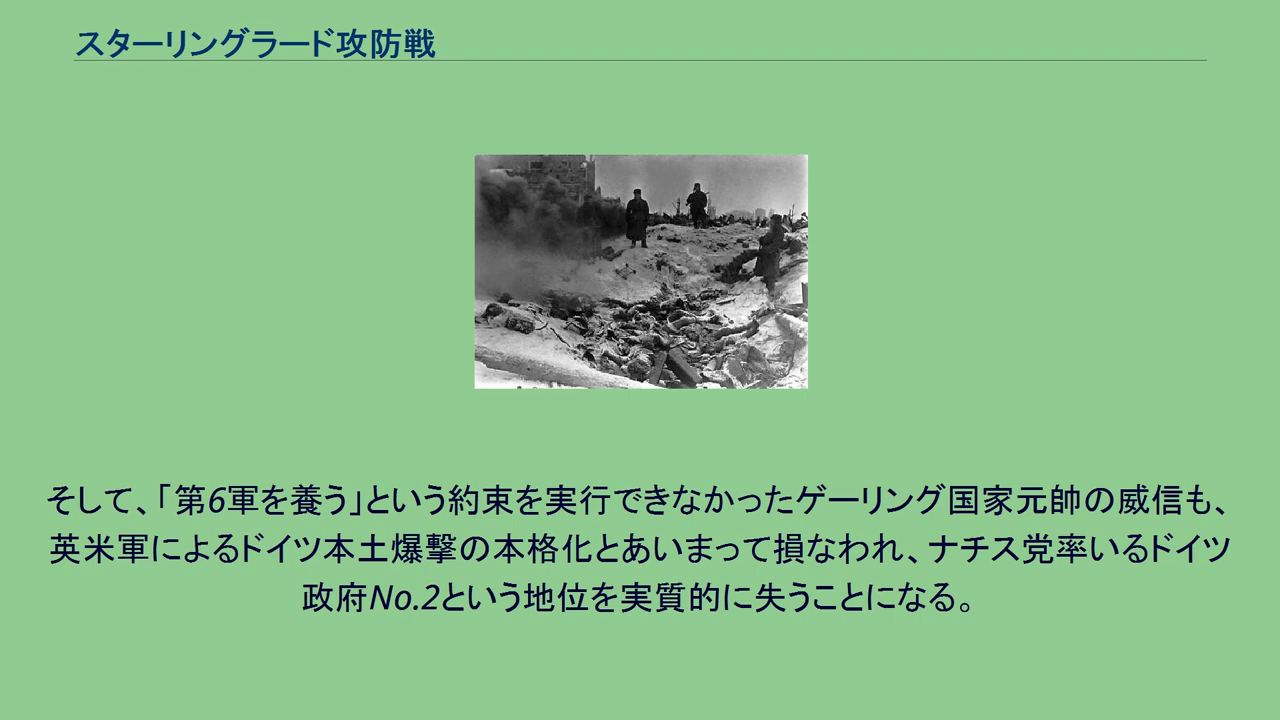 スターリングラード攻防戦
そして、「第6軍を養う」という約束を実行できなかったゲーリング国家元帥の威信も、
英米軍によるドイツ本土爆撃の本格化とあいまって損なわれ、ナチス党率いるドイツ
政府No.2という地位を実質的に失うことになる。